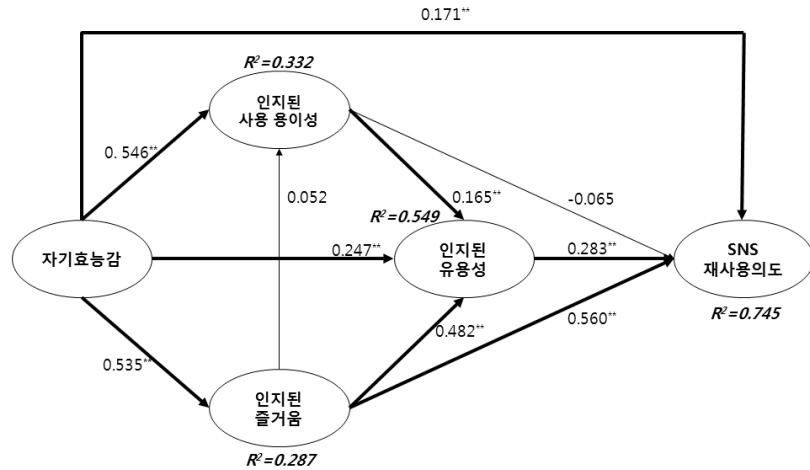 0.171**
R²=0.332
인지된
사용 용이성
0. 546**
0.052
0.165**
-0.065
R²=0.549
자기효능감
0.247**
인지된
유용성
0.283**
SNS
재사용의도
R²=0.745
0.535**
0.482**
0.560**
인지된
즐거움
R²=0.287